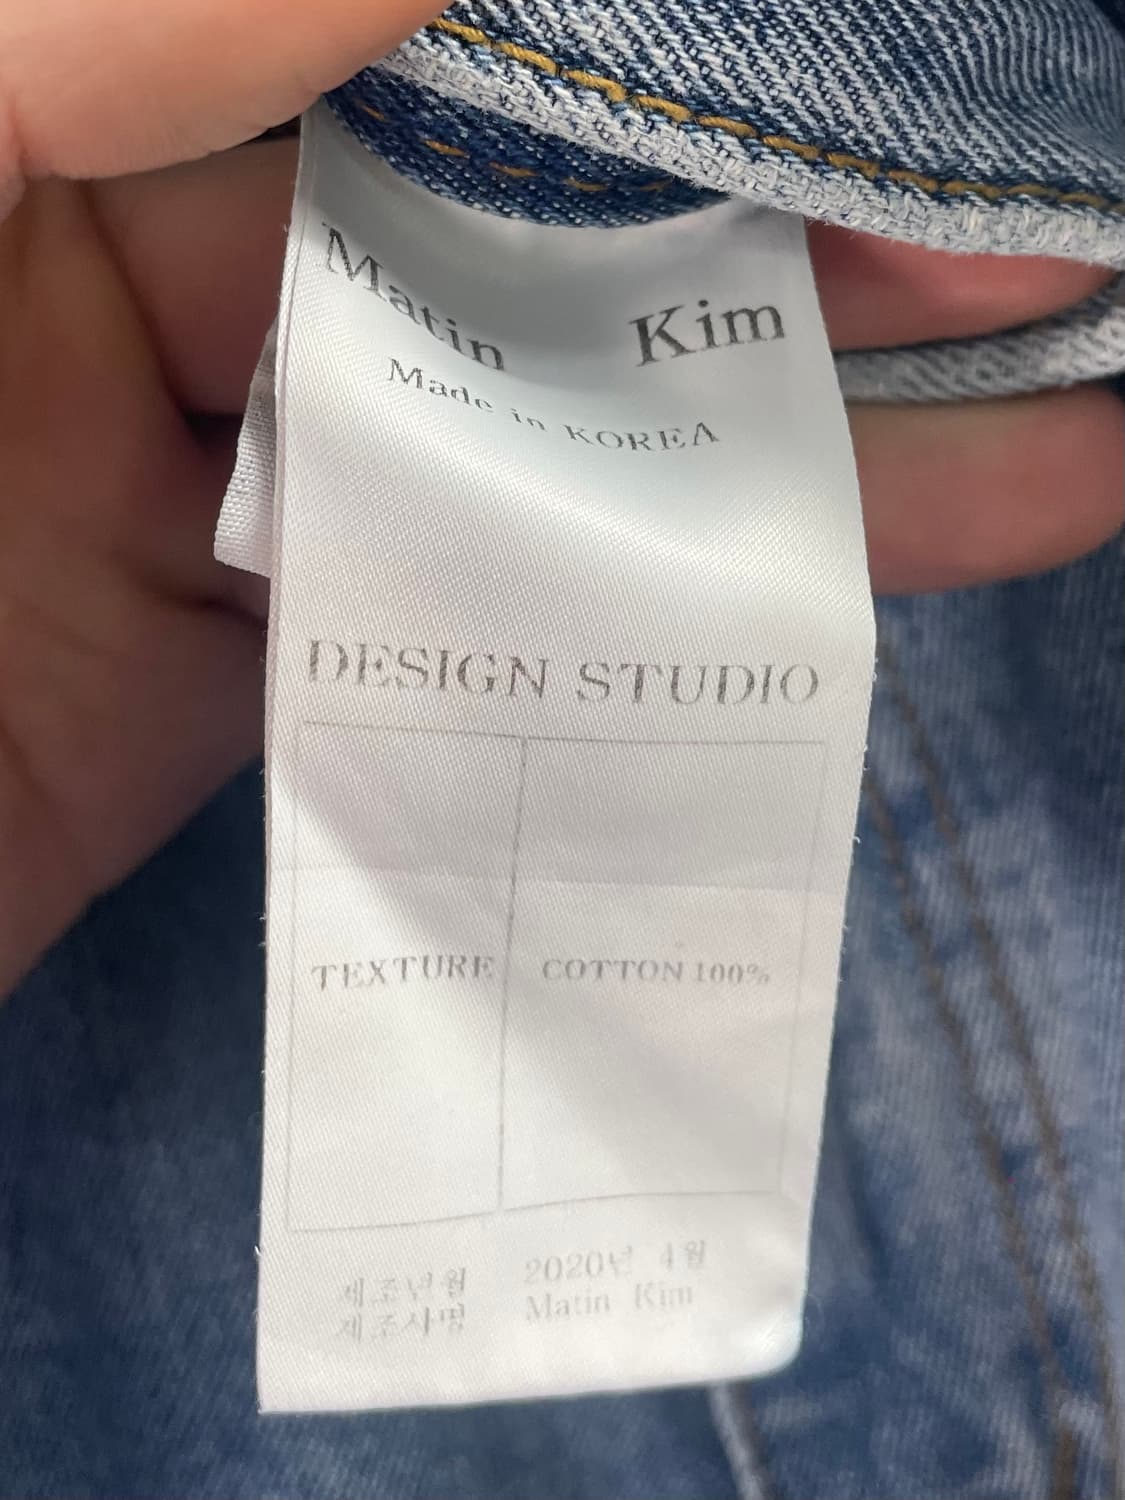 Matin Kim
Made in KOREA
DESIGN STUDIO
TEXTURE COTTON 100%
제조년월 2020년 4월
제조사명 Matin Kim